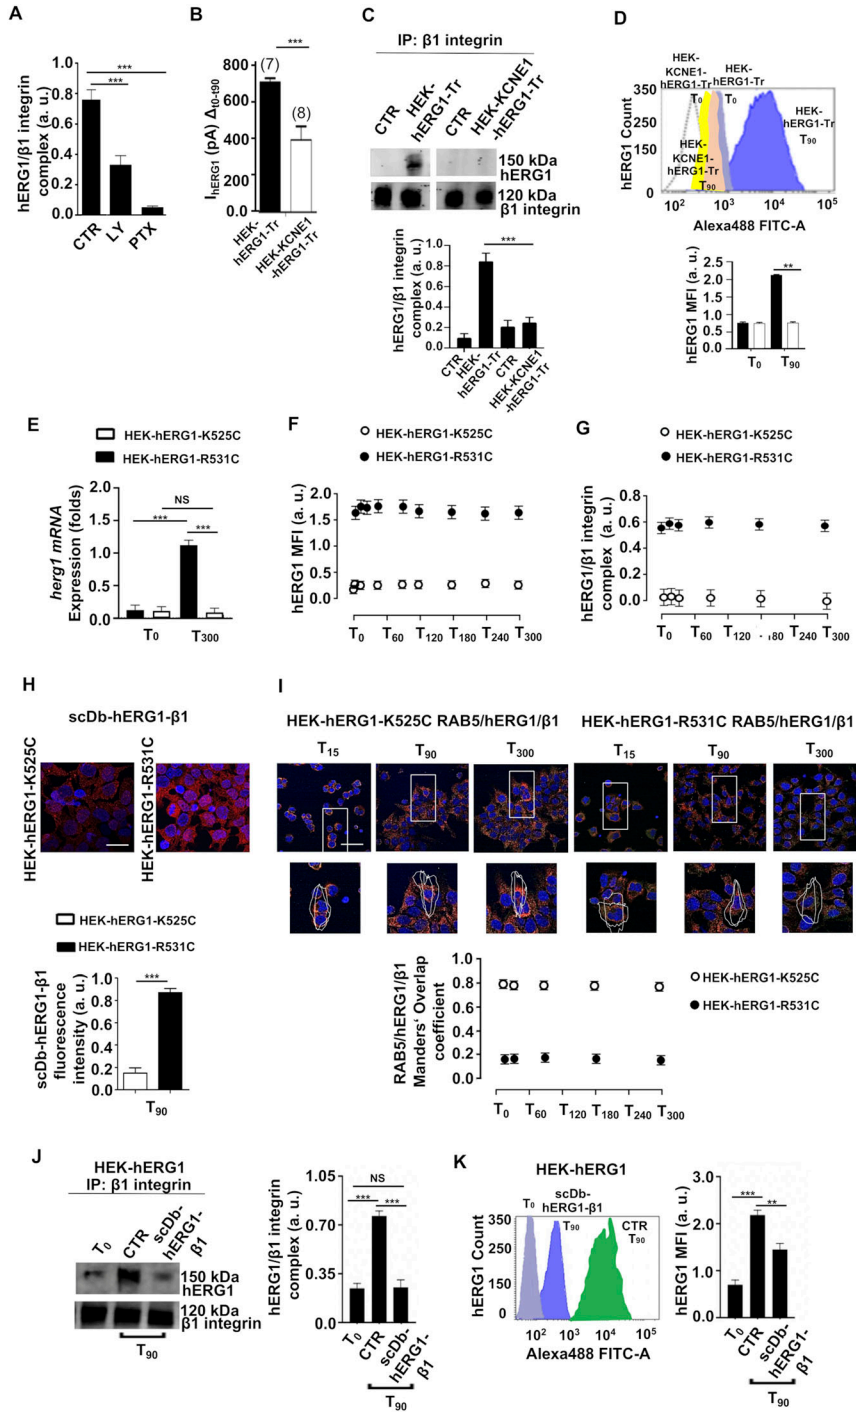 A
hERG1/β1 integrin
complex (a. u.)
1.0
0.8
0.6
0.4
0.2
0.0
***
***
CTR
LY
PTX
B
I hERG1 (pA) Δt0-t90
800
600
400
200
0.0
***
(7)
(8)
HEK-
hERG1-Tr
HEK-KCNE1
-hERG1-Tr
C
IP: β1 integrin
CTR
HEK-
hERG1-Tr
CTR
HEK-KCNE1
-hERG1-Tr
150 kDa
hERG1
120 kDa
β1 integrin
hERG1/β1 integrin
complex (a. u.)
1.0
0.8
0.6
0.4
0.2
0.0
***
CTR
HEK-
hERG1-Tr
CTR
HEK-KCNE1
-hERG1-Tr
D
hERG1 Count
350
300
150
0
HEK-
KCNE1-
hERG1-Tr
T0
HEK-
hERG1-Tr
T0
HEK-
hERG1-Tr
T90
HEK-
KCNE1-
hERG1-Tr
T90
10² 10³ 10⁴ 10⁵
Alexa488 FITC-A
hERG1 MFI (a. u.)
2.5
2.0
1.5
1.0
0.5
0.0
**
T0 T90
E
HEK-hERG1-K525C
HEK-hERG1-R531C
herg1 mRNA
Expression (folds)
2.0
1.5
1.0
0.5
0.0
NS
***
***
T0 T300
F
HEK-hERG1-K525C
HEK-hERG1-R531C
hERG1 MFI (a. u.)
2.0
1.5
1.0
0.5
0.0
T0 T60 T120 T180 T240 T300
G
HEK-hERG1-K525C
HEK-hERG1-R531C
hERG1/β1 integrin
complex (a. u.)
0.8
0.6
0.4
0.2
0.0
T0 T60 T120 80 T240 T300
H
scDb-hERG1-β1
HEK-hERG1-K525C
HEK-hERG1-R531C
HEK-hERG1-K525C
HEK-hERG1-R531C
scDb-hERG1-β1
fluorescence
intensity (a. u.)
1.0
0.8
0.6
0.4
0.2
0.0
***
T90
I
HEK-hERG1-K525C RAB5/hERG1/β1
HEK-hERG1-R531C RAB5/hERG1/β1
T15 T90 T300 T15 T90 T300
HEK-hERG1-K525C
HEK-hERG1-R531C
RAB5/hERG1/β1
Manders‘ Overlap
coefficient
1.0
0.8
0.6
0.4
0.2
0.0
T0 T60 T120 T180 T240 T300
J
HEK-hERG1
IP: β1 integrin
T0
CTR
scDb-
hERG1-
β1
150 kDa
hERG1
120 kDa
β1 integrin
T90
hERG1/β1 integrin
complex (a. u.)
1.05
0.70
0.35
0.0
NS
***
***
T0
CTR
scDb-
hERG1-
β1
T90
K
HEK-hERG1
hERG1 Count
350
300
150
0
T0
scDb-
hERG1-β1
T90
CTR
T90
10² 10³ 10⁴ 10⁵
Alexa488 FITC-A
hERG1 MFI (a. u.)
3.0
2.0
1.0
0.0
***
**
T0
CTR
scDb-
hERG1-
β1
T90